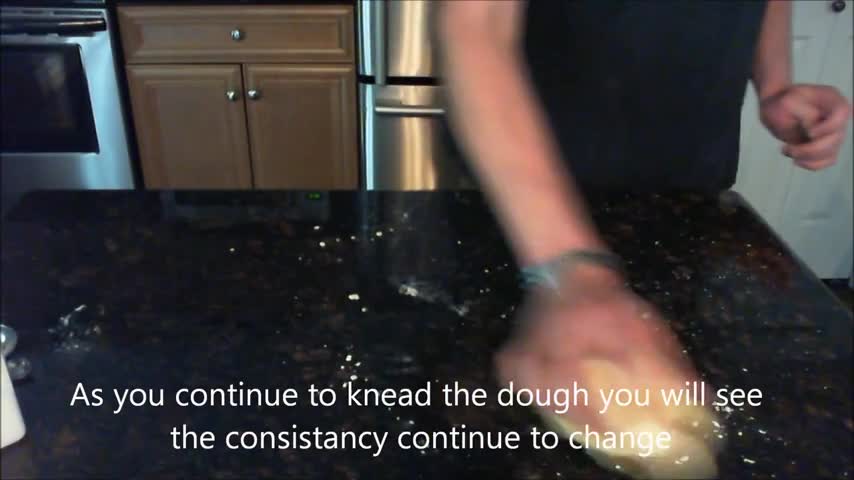 As you continue to knead the dough you will see
the consistancy continue to change